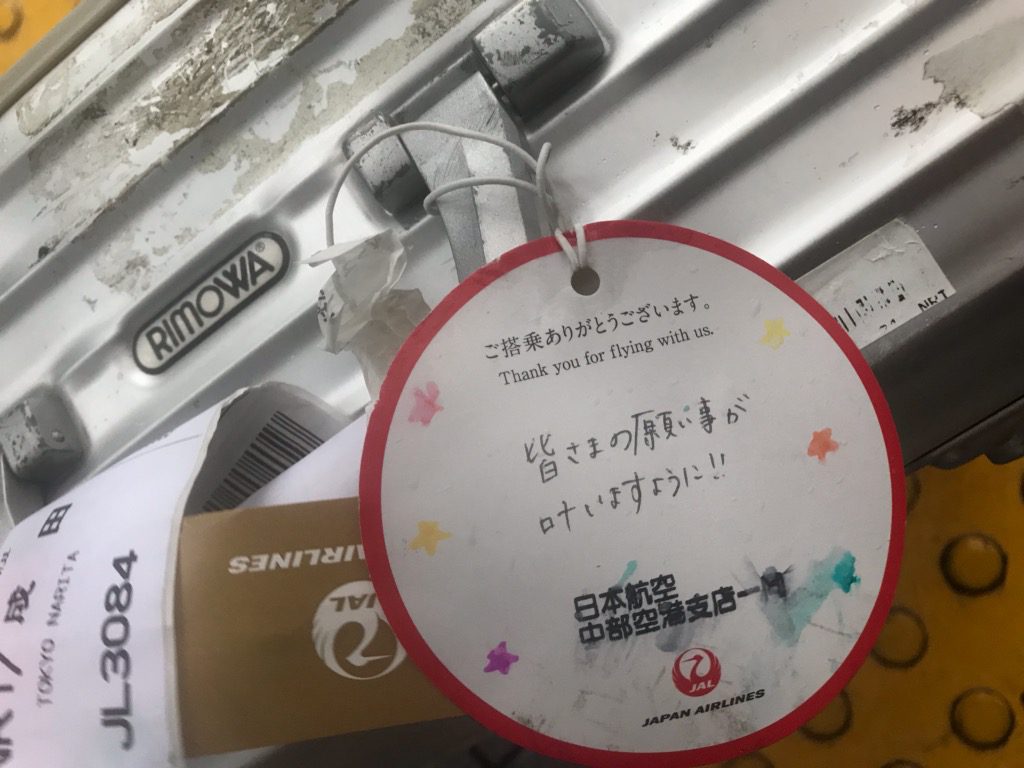 RIMOWA®
ご搭乗ありがとうございます。
Thank you for flying with us.
皆さまの願い事が
叶いますように!!
日本航空
中部空港支店一同
JAL
JAPAN AIRLINES
AIRLINES
JAL
成田
TOKYO NARITA
JL3084